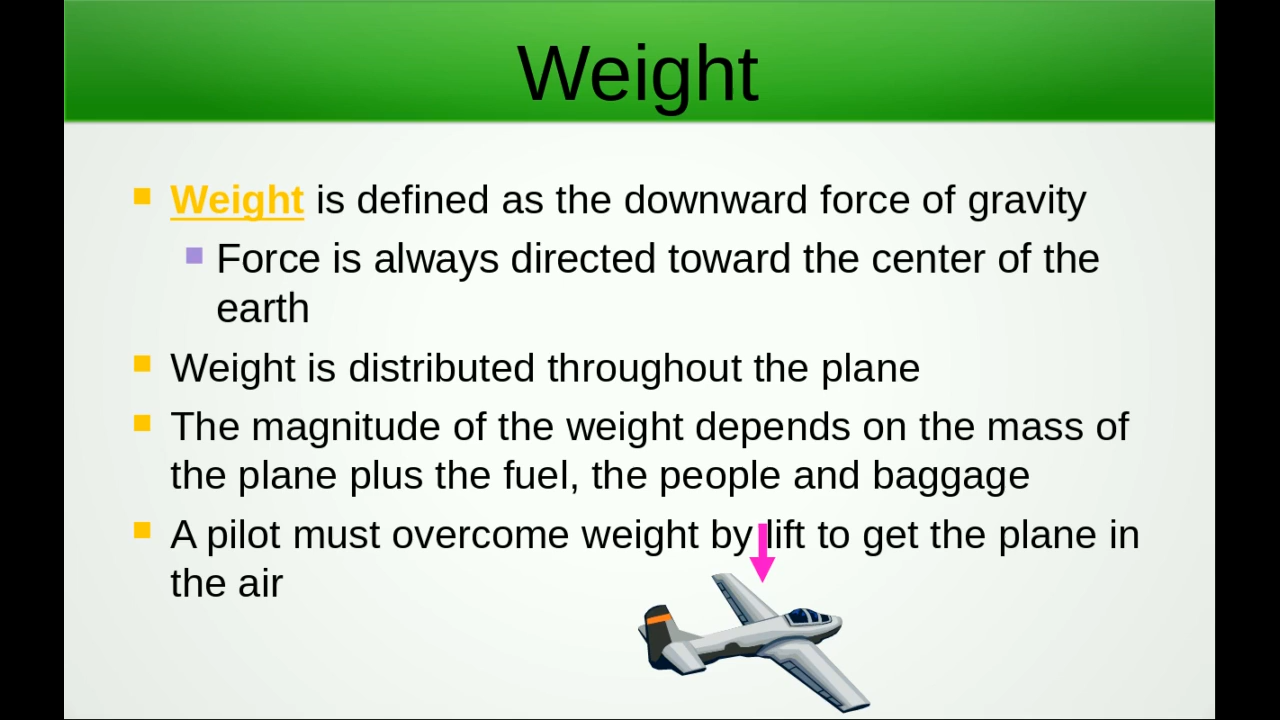 Weight
Weight is defined as the downward force of gravity
Force is always directed toward the center of the
earth
Weight is distributed throughout the plane
The magnitude of the weight depends on the mass of
the plane plus the fuel, the people and baggage
A pilot must overcome weight by lift to get the plane in
the air